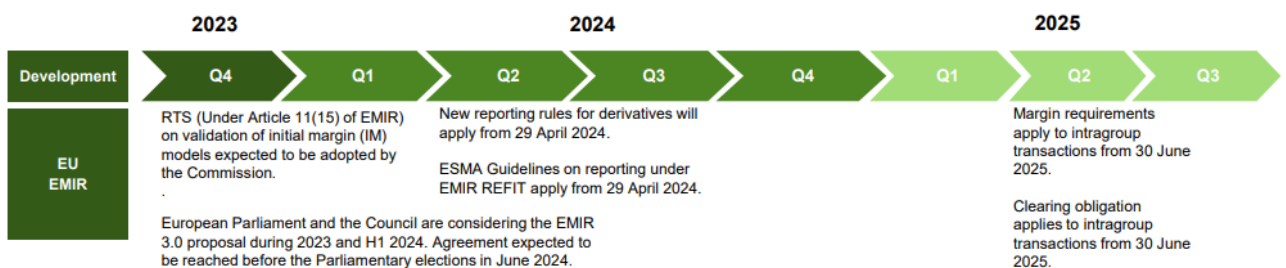 2023
2024
2025
Development
Q4
Q1
Q2
Q3
Q4
Q1
Q2
Q3
EU
EMIR
RTS (Under Article 11(15) of EMIR)
on validation of initial margin (IM)
models expected to be adopted by
the Commission.
.
European Parliament and the Council are considering the EMIR
3.0 proposal during 2023 and H1 2024. Agreement expected to
be reached before the Parliamentary elections in June 2024.
New reporting rules for derivatives will
apply from 29 April 2024.
ESMA Guidelines on reporting under
EMIR REFIT apply from 29 April 2024.
Margin requirements
apply to intragroup
transactions from 30 June
2025.
Clearing obligation
applies to intragroup
transactions from 30 June
2025.